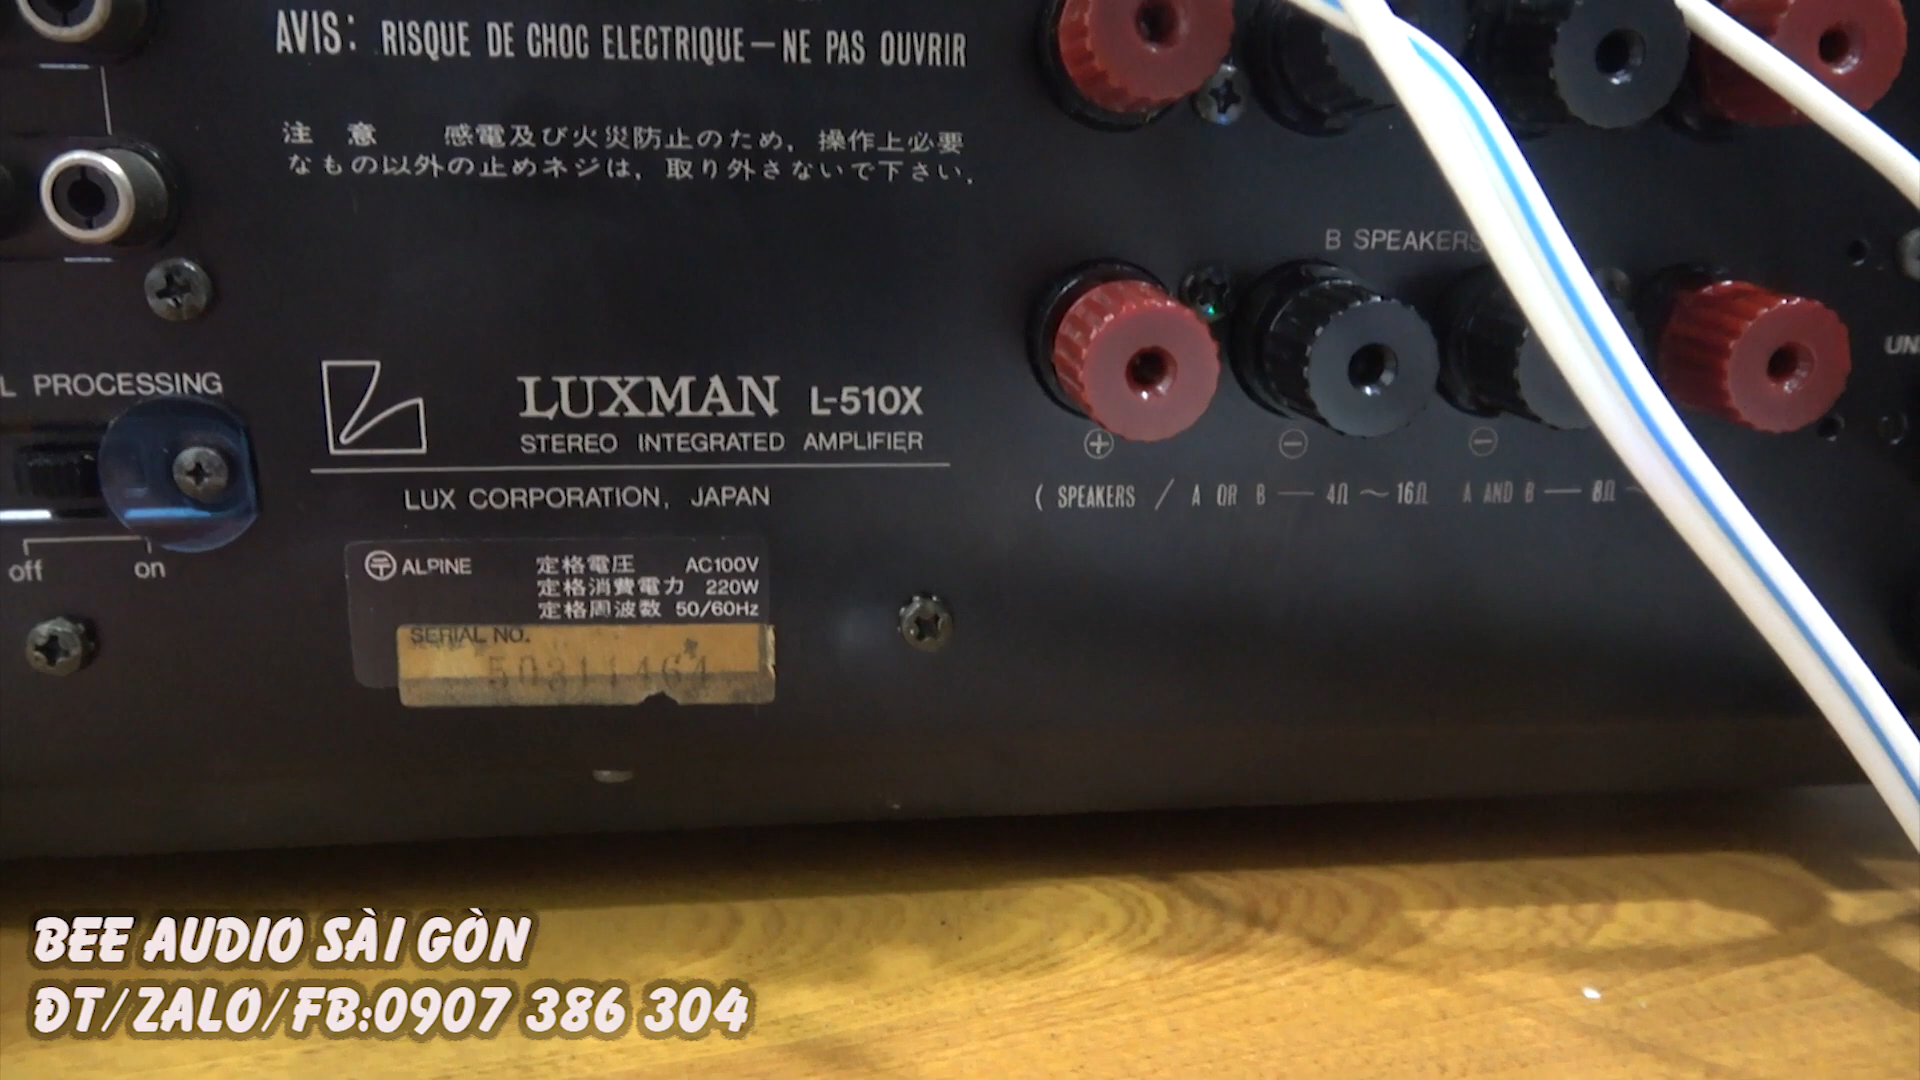 AVIS: RISQUE DE CHOC ELECTRIQUE—NE PAS OUVRIR
注 意 感電及び火災防止のため, 操作上必要
なもの以外の止めネジは, 取り外さないで下さい.
B SPEAKERS
L PROCESSING
LUXMAN L-510X
STEREO INTEGRATED AMPLIFIER
LUX CORPORATION, JAPAN
( SPEAKERS / A OR B — 4Ω ~ 16Ω A AND B — 8Ω ~
off on
〒 ALPINE 定格電圧 AC100V
定格消費電力 220W
定格周波数 50/60Hz
SERIAL NO.
BEE AUDIO SÀI GÒN
ĐT/ZALO/FB:0907 386 304